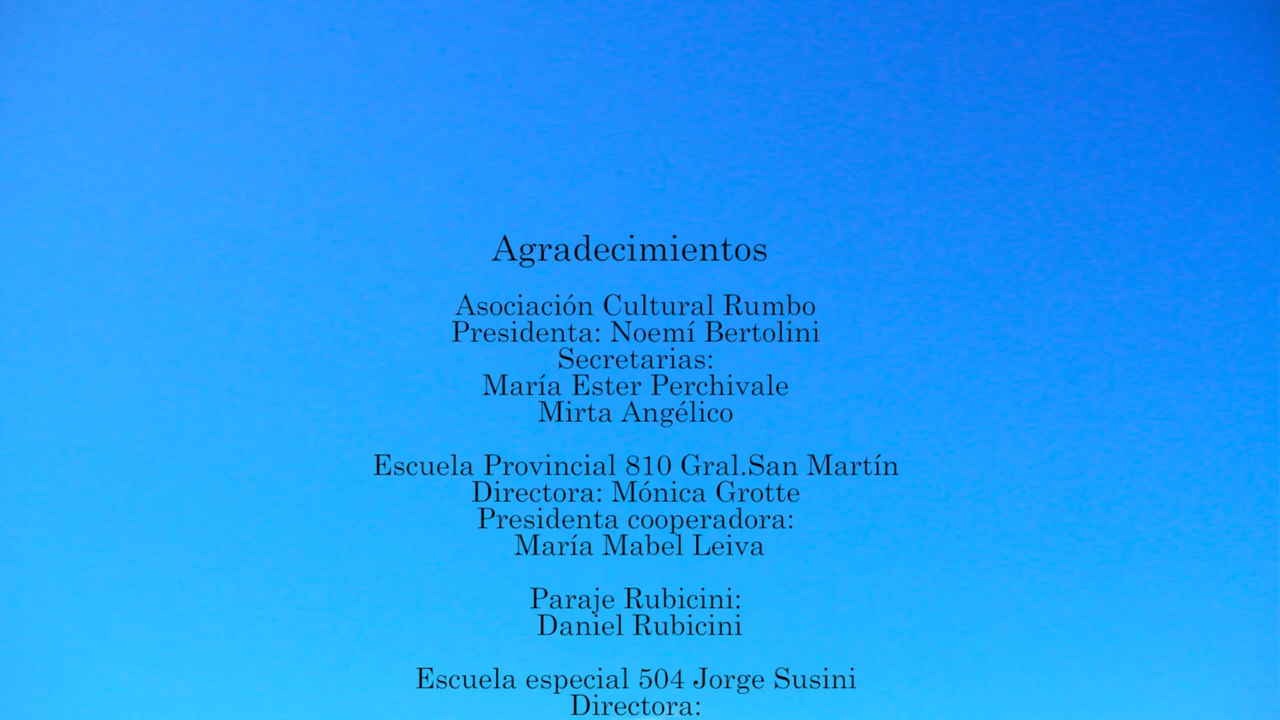 Agradecimientos
Asociación Cultural Rumbo
Presidenta: Noemí Bertolini
Secretarias:
María Ester Perchivale
Mirta Angélico
Escuela Provincial 810 Gral.San Martín
Directora: Mónica Grotte
Presidenta cooperadora:
María Mabel Leiva
Paraje Rubicini:
Daniel Rubicini
Escuela especial 504 Jorge Susini
Directora: